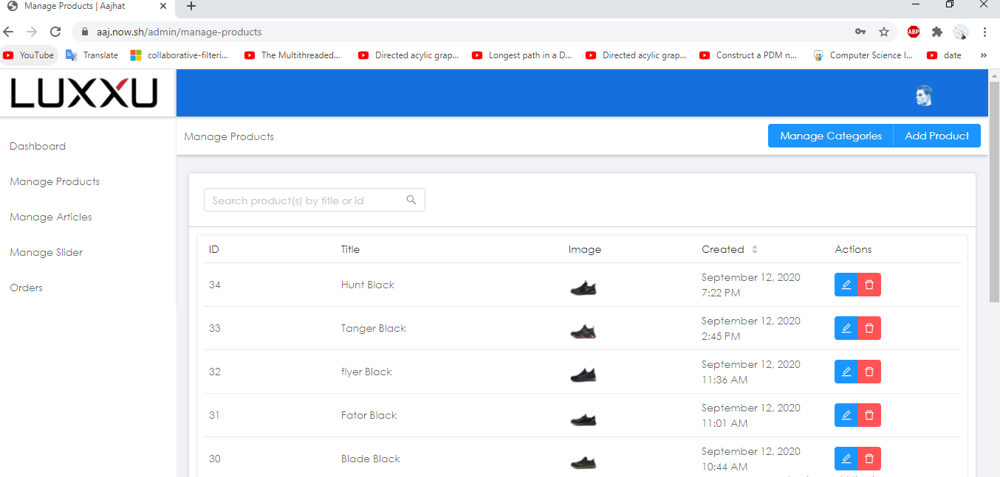 Manage Products | Aajhat
aaj.now.sh/admin/manage-products
ABP
YouTube
Translate
collaborative-filteri...
The Multithreaded...
Directed acylic grap...
Longest path in a D...
Directed acylic grap...
Construct a PDM n...
Computer Science I...
date
LUXXU
Manage Products
Manage Categories
Add Product
Dashboard
Manage Products
Manage Articles
Manage Slider
Orders
Search product(s) by title or id
ID Title Image Created Actions
34 Hunt Black September 12, 2020
7:22 PM
33 Tanger Black September 12, 2020
2:45 PM
32 flyer Black September 12, 2020
11:36 AM
31 Fator Black September 12, 2020
11:01 AM
30 Blade Black September 12, 2020
10:44 AM